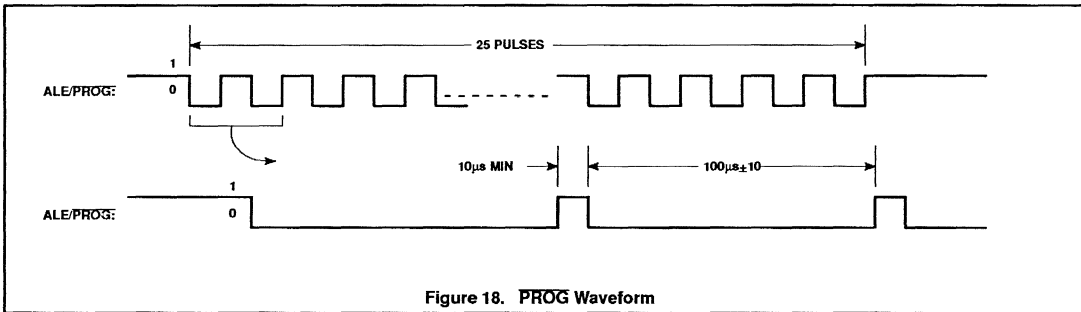 25 PULSES
1
ALE/PROG:
0
10µs MIN
100µs±10
1
ALE/PROG:
0
Figure 18. PROG Waveform